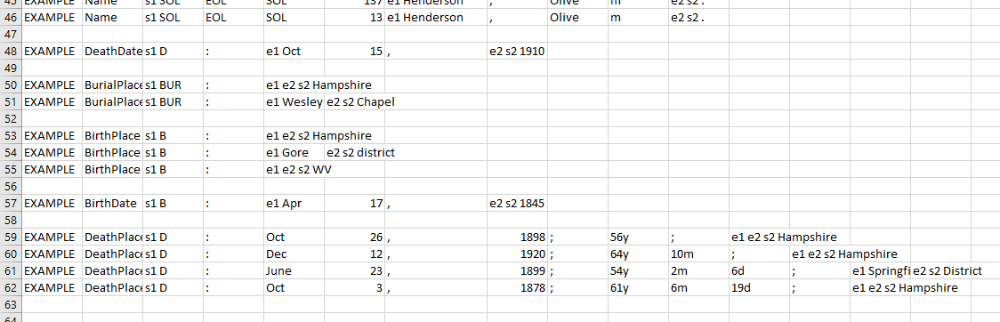 45 EXAMPLE Name s1 SOL EOL SOL 137 e1 Henderson , Olive m e2 s2 .
46 EXAMPLE Name s1 SOL EOL SOL 13 e1 Henderson , Olive m e2 s2 .
47
48 EXAMPLE DeathDate s1 D : e1 Oct 15 , e2 s2 1910
49
50 EXAMPLE BurialPlace s1 BUR : e1 e2 s2 Hampshire
51 EXAMPLE BurialPlace s1 BUR : e1 Wesley e2 s2 Chapel
52
53 EXAMPLE BirthPlace s1 B : e1 e2 s2 Hampshire
54 EXAMPLE BirthPlace s1 B : e1 Gore e2 s2 district
55 EXAMPLE BirthPlace s1 B : e1 e2 s2 WV
56
57 EXAMPLE BirthDate s1 B : e1 Apr 17 , e2 s2 1845
58
59 EXAMPLE DeathPlace s1 D : Oct 26 , 1898 ; 56y ; e1 e2 s2 Hampshire
60 EXAMPLE DeathPlace s1 D : Dec 12 , 1920 ; 64y 10m ; e1 e2 s2 Hampshire
61 EXAMPLE DeathPlace s1 D : June 23 , 1899 ; 54y 2m 6d ; e1 Springfi e2 s2 District
62 EXAMPLE DeathPlace s1 D : Oct 3 , 1878 ; 61y 6m 19d ; e1 e2 s2 Hampshire
63
64